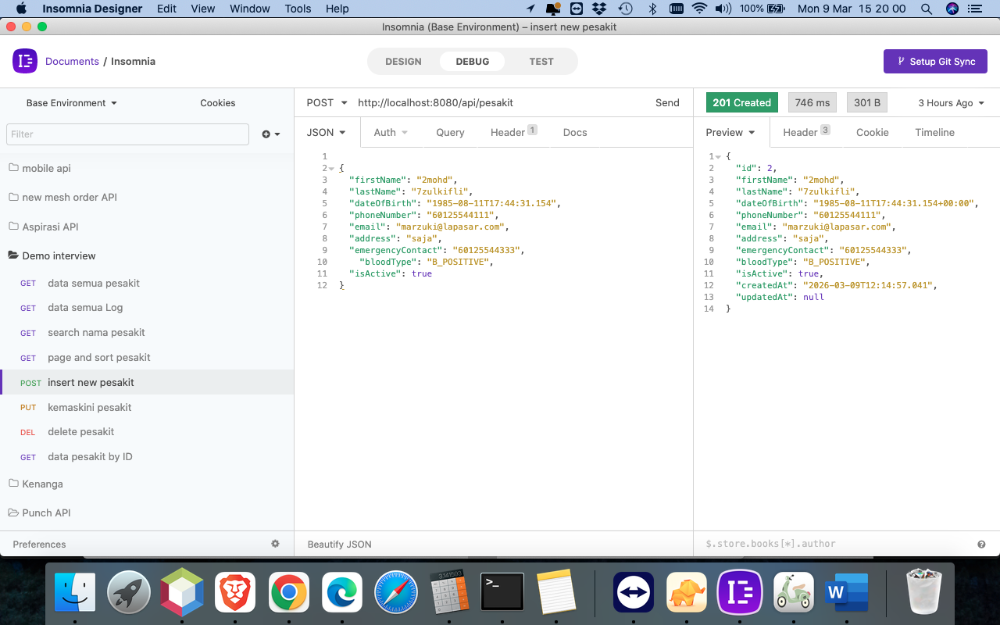 Insomnia Designer Edit View Window Tools Help 100% Mon 9 Mar 15 20 00
Insomnia (Base Environment) – insert new pesakit
Documents / Insomnia
DESIGN DEBUG TEST
Setup Git Sync
Base Environment
Cookies
Filter
mobile api
new mesh order API
Aspirasi API
Demo interview
GET data semua pesakit
GET data semua Log
GET search nama pesakit
GET page and sort pesakit
POST insert new pesakit
PUT kemaskini pesakit
DEL delete pesakit
GET data pesakit by ID
Kenanga
Punch API
Preferences
POST http://localhost:8080/api/pesakit Send
JSON Auth Query Header 1 Docs
1
2 {
3 "firstName": "2mohd",
4 "lastName": "7zulkifli",
5 "dateOfBirth": "1985-08-11T17:44:31.154",
6 "phoneNumber": "60125544111",
7 "email": "marzuki@lapasar.com",
8 "address": "saja",
9 "emergencyContact": "60125544333",
10 "bloodType": "B_POSITIVE",
11 "isActive": true
12 }
Beautify JSON
201 Created 746 ms 301 B 3 Hours Ago
Preview Header 3 Cookie Timeline
1 {
2 "id": 2,
3 "firstName": "2mohd",
4 "lastName": "7zulkifli",
5 "dateOfBirth": "1985-08-11T17:44:31.154+00:00",
6 "phoneNumber": "60125544111",
7 "email": "marzuki@lapasar.com",
8 "address": "saja",
9 "emergencyContact": "60125544333",
10 "bloodType": "B_POSITIVE",
11 "isActive": true,
12 "createdAt": "2026-03-09T12:14:57.041",
13 "updatedAt": null
14 }
$.store.books[*].author
3.141593
>_
W